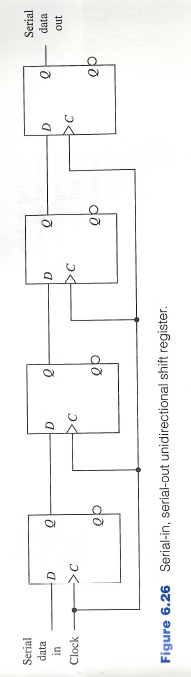 Serial
data
in
Clock
D
Q
C
Q
D
Q
C
Q
D
Q
C
Q
D
Q
C
Q
Serial
data
out
Figure 6.26 Serial-in, serial-out unidirectional shift register.